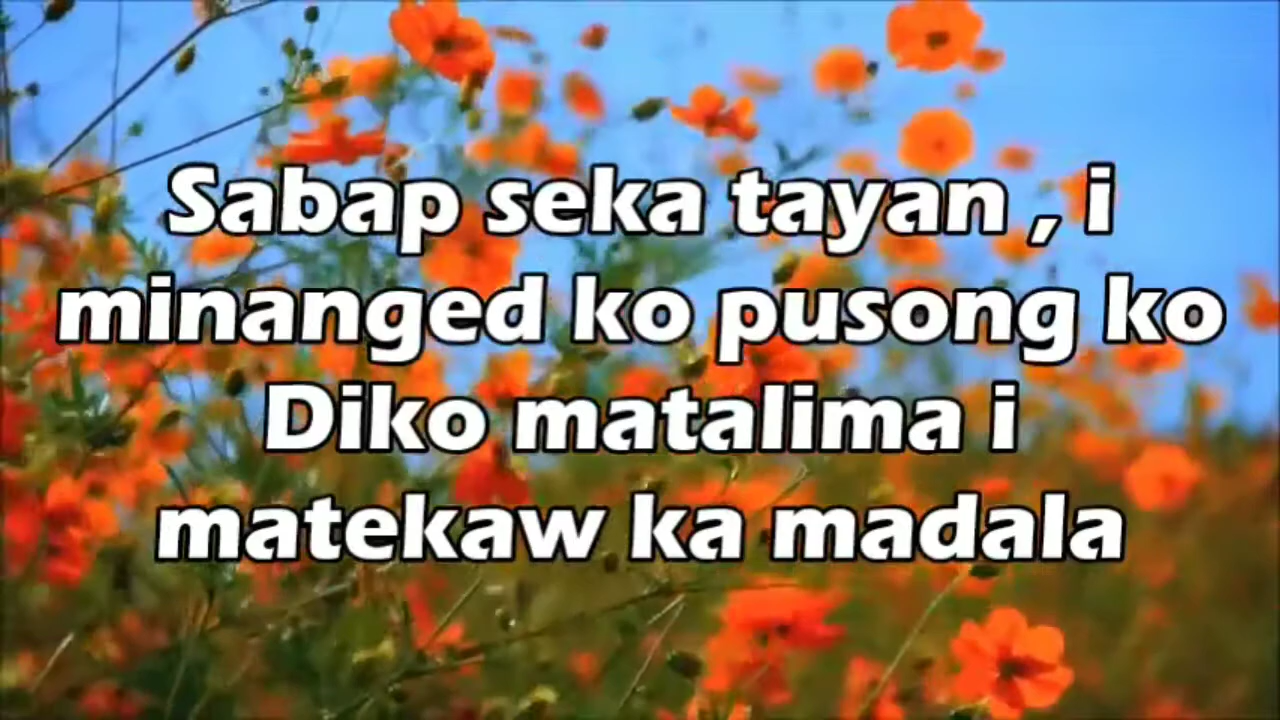 Sabap seka tayan , i
minanged ko pusong ko
Diko matalima i
matekaw ka madala